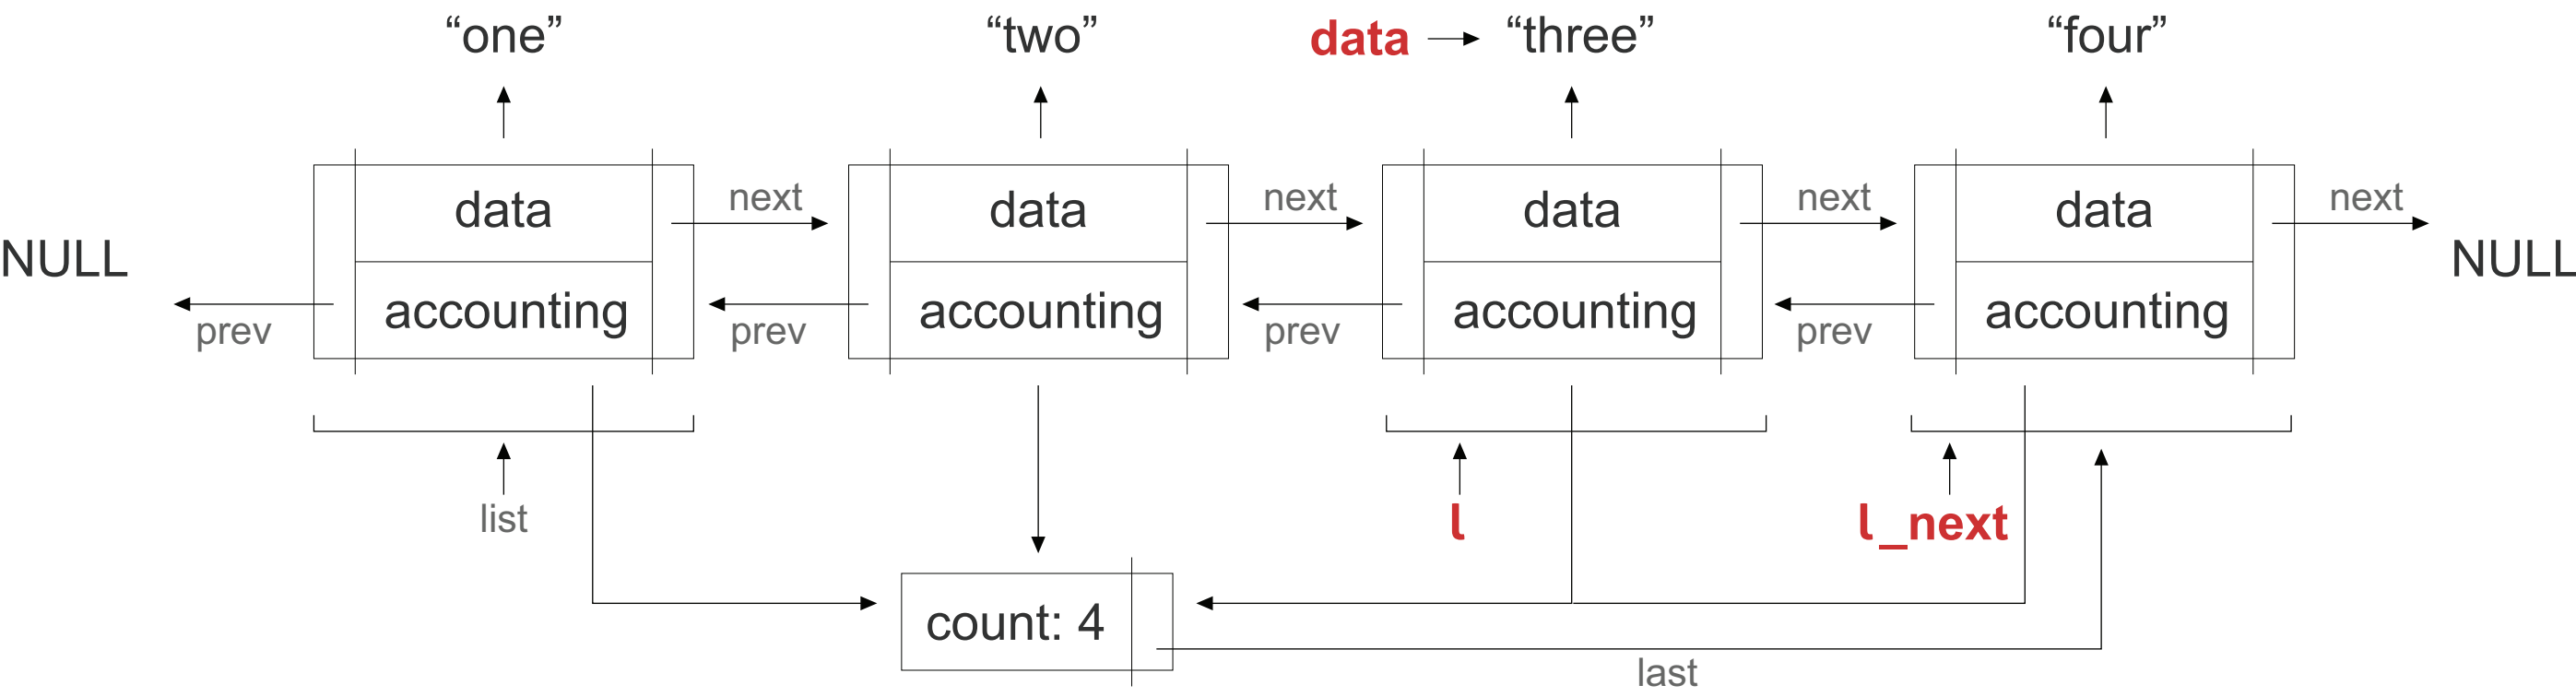 “one” “two” data “three” “four”
data next data next data next data next
NULL NULL
accounting accounting accounting accounting
prev prev prev prev
list l l_next
count: 4
last